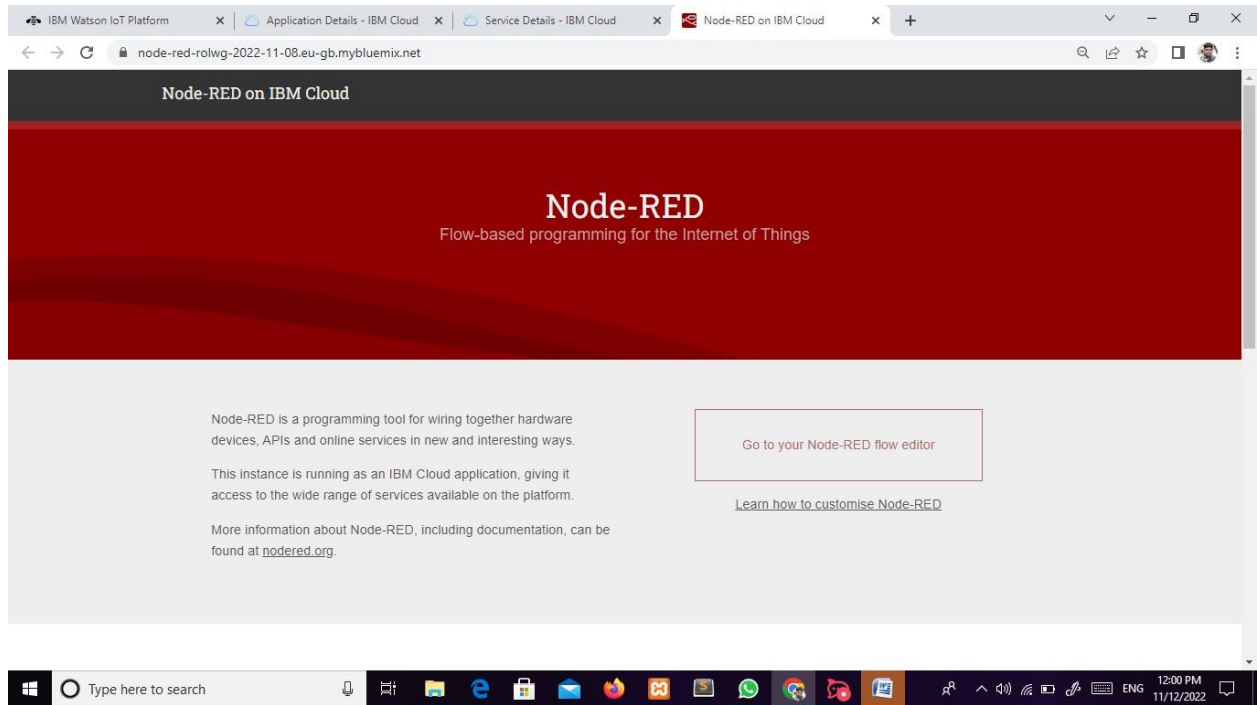 IBM Watson IoT Platform
Application Details - IBM Cloud
Service Details - IBM Cloud
Node-RED on IBM Cloud
node-red-rolwg-2022-11-08.eu-gb.mybluemix.net
Node-RED on IBM Cloud
Node-RED
Flow-based programming for the Internet of Things
Node-RED is a programming tool for wiring together hardware
devices, APIs and online services in new and interesting ways.
This instance is running as an IBM Cloud application, giving it
access to the wide range of services available on the platform.
More information about Node-RED, including documentation, can be
found at nodered.org.
Go to your Node-RED flow editor
Learn how to customise Node-RED
Type here to search
ENG
12:00 PM
11/12/2022